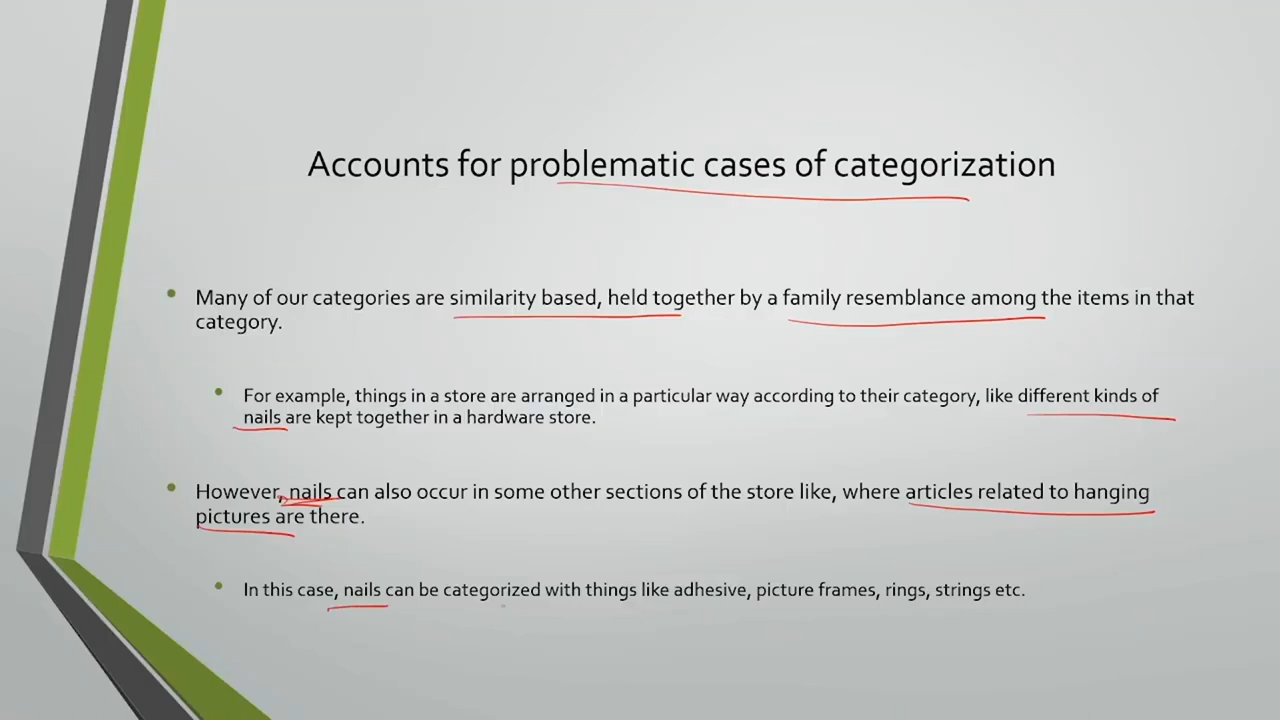 Accounts for problematic cases of categorization
• Many of our categories are similarity based, held together by a family resemblance among the items in that
category.
• For example, things in a store are arranged in a particular way according to their category, like different kinds of
nails are kept together in a hardware store.
• However, nails can also occur in some other sections of the store like, where articles related to hanging
pictures are there.
• In this case, nails can be categorized with things like adhesive, picture frames, rings, strings etc.